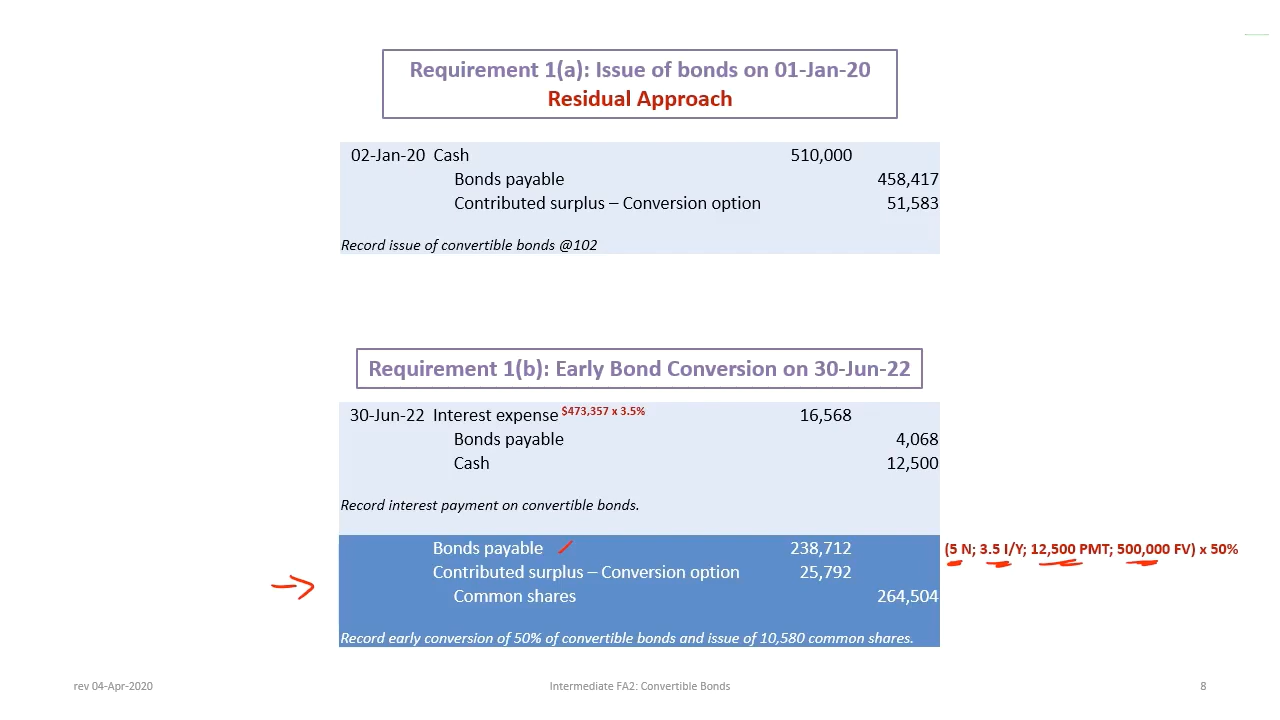 Requirement 1(a): Issue of bonds on 01-Jan-20
Residual Approach
02-Jan-20 Cash 510,000
Bonds payable 458,417
Contributed surplus – Conversion option 51,583
Record issue of convertible bonds @102
Requirement 1(b): Early Bond Conversion on 30-Jun-22
30-Jun-22 Interest expense $473,357 x 3.5% 16,568
Bonds payable 4,068
Cash 12,500
Record interest payment on convertible bonds.
Bonds payable 238,712 (5 N; 3.5 I/Y; 12,500 PMT; 500,000 FV) x 50%
Contributed surplus – Conversion option 25,792
Common shares 264,504
Record early conversion of 50% of convertible bonds and issue of 10,580 common shares.
rev 04-Apr-2020 Intermediate FA2: Convertible Bonds 8